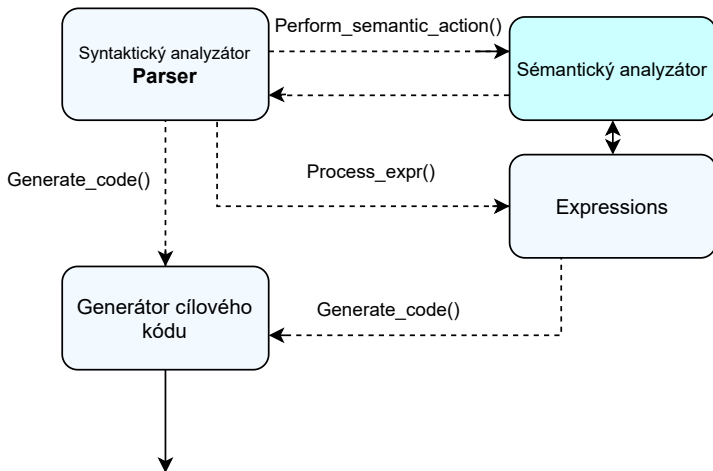 Perform_semantic_action()
Syntaktický analyzátor
Parser
Sémantický analyzátor
Generate_code()
Process_expr()
Expressions
Generátor cílového
kódu
Generate_code()